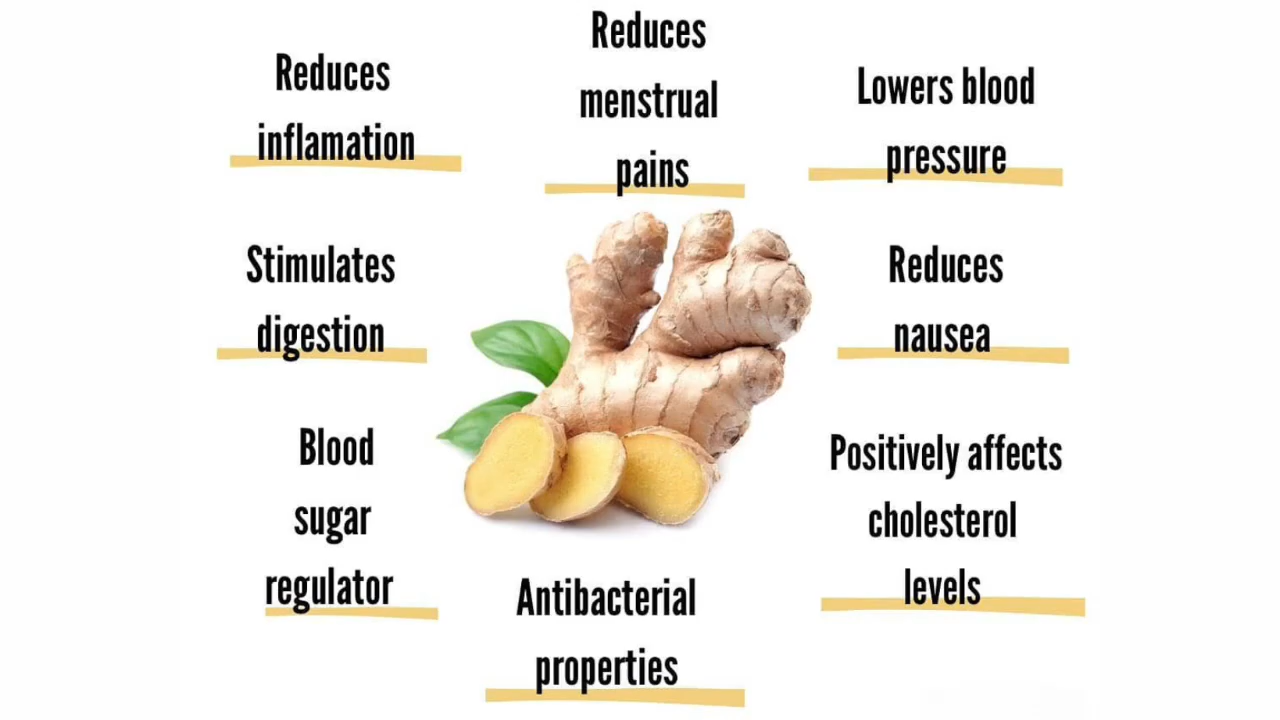 Reduces
menstrual
pains
Reduces
inflamation
Lowers blood
pressure
Stimulates
digestion
Reduces
nausea
Blood
sugar
regulator
Positively affects
cholesterol
levels
Antibacterial
properties